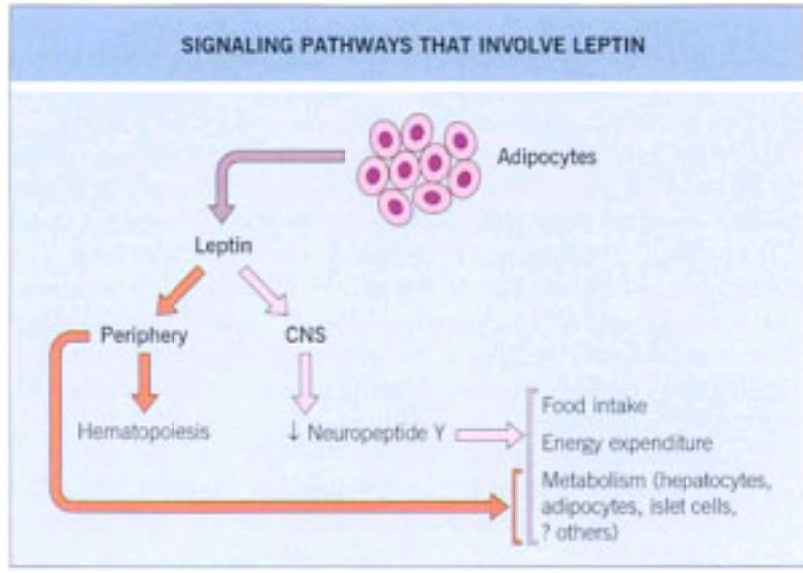 SIGNALING PATHWAYS THAT INVOLVE LEPTIN
Adipocytes
Leptin
Periphery
CNS
Hematopoiesis
↓ Neuropeptide Y
Food intake
Energy expenditure
Metabolism (hepatocytes,
adipocytes, islet cells,
? others)